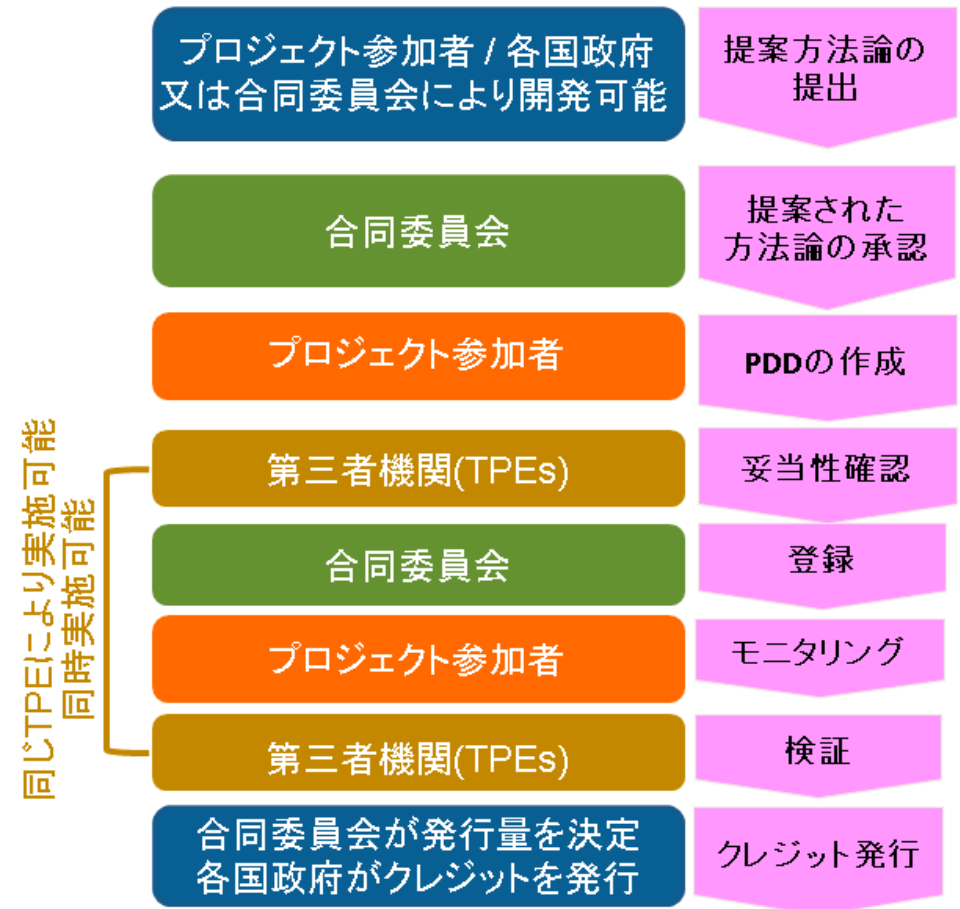 プロジェクト参加者 / 各国政府
又は合同委員会により開発可能
提案方法論の
提出
合同委員会
提案された
方法論の承認
プロジェクト参加者
PDDの作成
第三者機関(TPEs)
妥当性確認
合同委員会
登録
プロジェクト参加者
モニタリング
第三者機関(TPEs)
検証
合同委員会が発行量を決定
各国政府がクレジットを発行
クレジット発行
同じTPEにより実施可能
同時実施可能